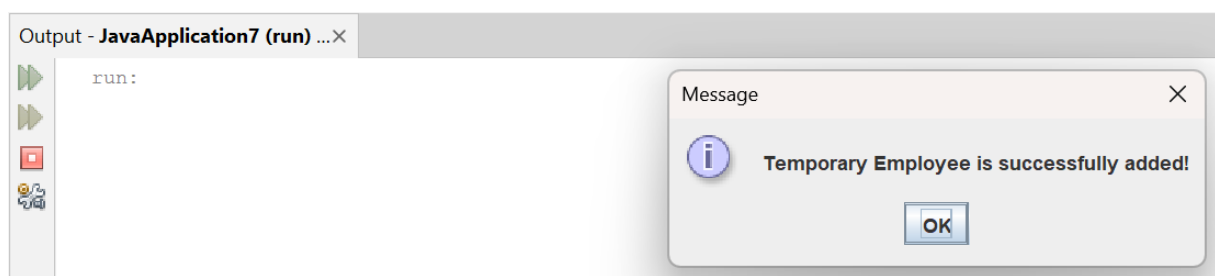 Output - JavaApplication7 (run) ...×
run:
Message
i
Temporary Employee is successfully added!
OK